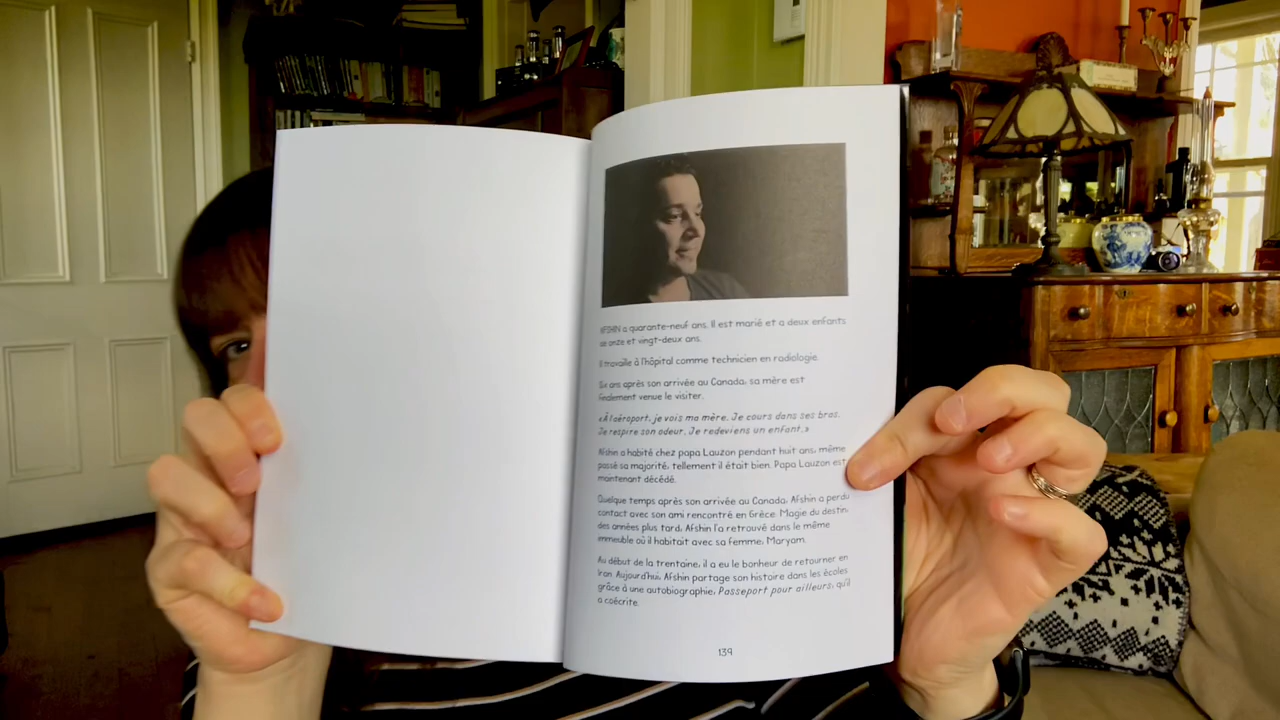 AFSHIN a quarante-neuf ans. Il est marié et a deux enfants
de onze et vingt-deux ans.
Il travaille à l'hôpital comme technicien en radiologie.
Six ans après son arrivée au Canada, sa mère est
finalement venue le visiter.
«À l'aéroport, je vois ma mère. Je cours dans ses bras.
Je respire son odeur. Je redeviens un enfant.»
Afshin a habité chez papa Lauzon pendant huit ans, même
passé sa majorité, tellement il était bien. Papa Lauzon est
maintenant décédé.
Quelque temps après son arrivée au Canada, Afshin a perdu
contact avec son ami rencontré en Grèce. Magie du destin,
des années plus tard, Afshin l'a retrouvé dans le même
immeuble où il habitait avec sa femme, Maryam.
Au début de la trentaine, il a eu le bonheur de retourner en
Iran. Aujourd'hui, Afshin partage son histoire dans les écoles
grâce à une autobiographie, Passeport pour ailleurs, qu'il
a coécrite.
139